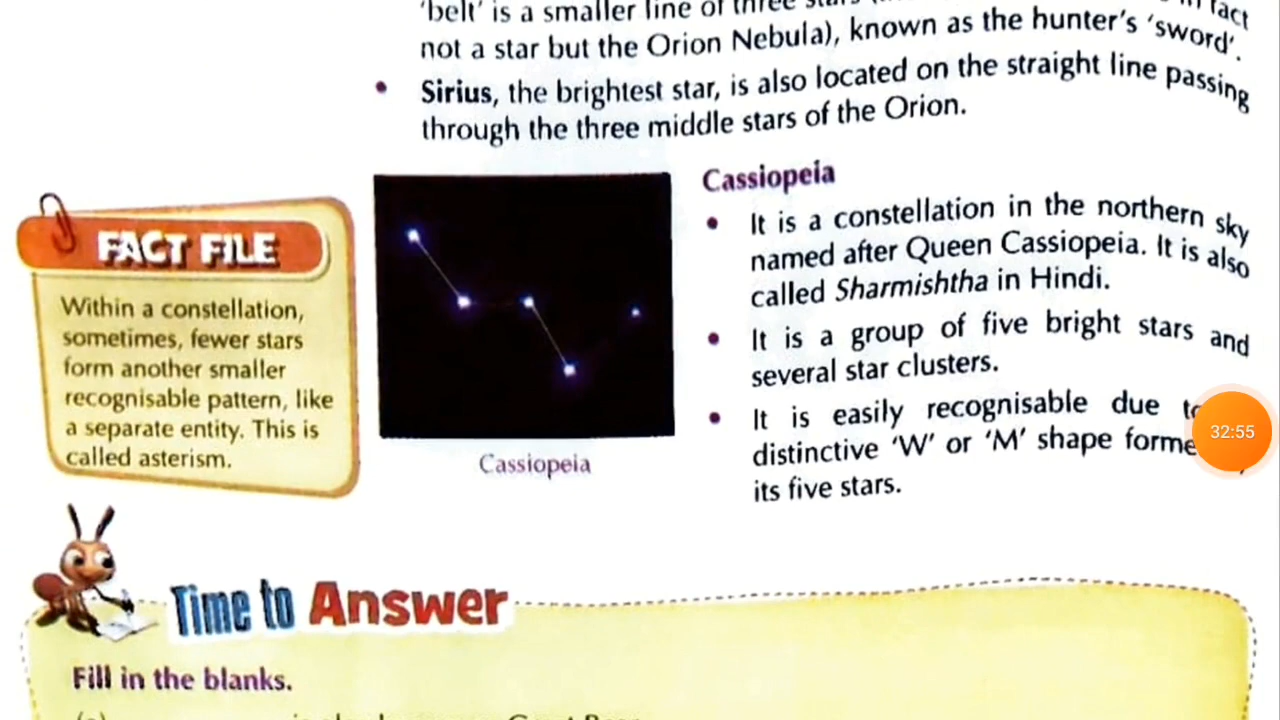 'belt' is a smaller line of three stars
fact
not a star but the Orion Nebula), known as the hunter's 'sword'.
• Sirius, the brightest star, is also located on the straight line passing
through the three middle stars of the Orion.
FACT FILE
Within a constellation,
sometimes, fewer stars
form another smaller
recognisable pattern, like
a separate entity. This is
called asterism.
Cassiopeia
Cassiopeia
• It is a constellation in the northern sky
named after Queen Cassiopeia. It is also
called Sharmishtha in Hindi.
• It is a group of five bright stars and
several star clusters.
• It is easily recognisable due
distinctive 'W' or 'M' shape
its five stars.
32:55
Time to Answer
Fill in the blanks.